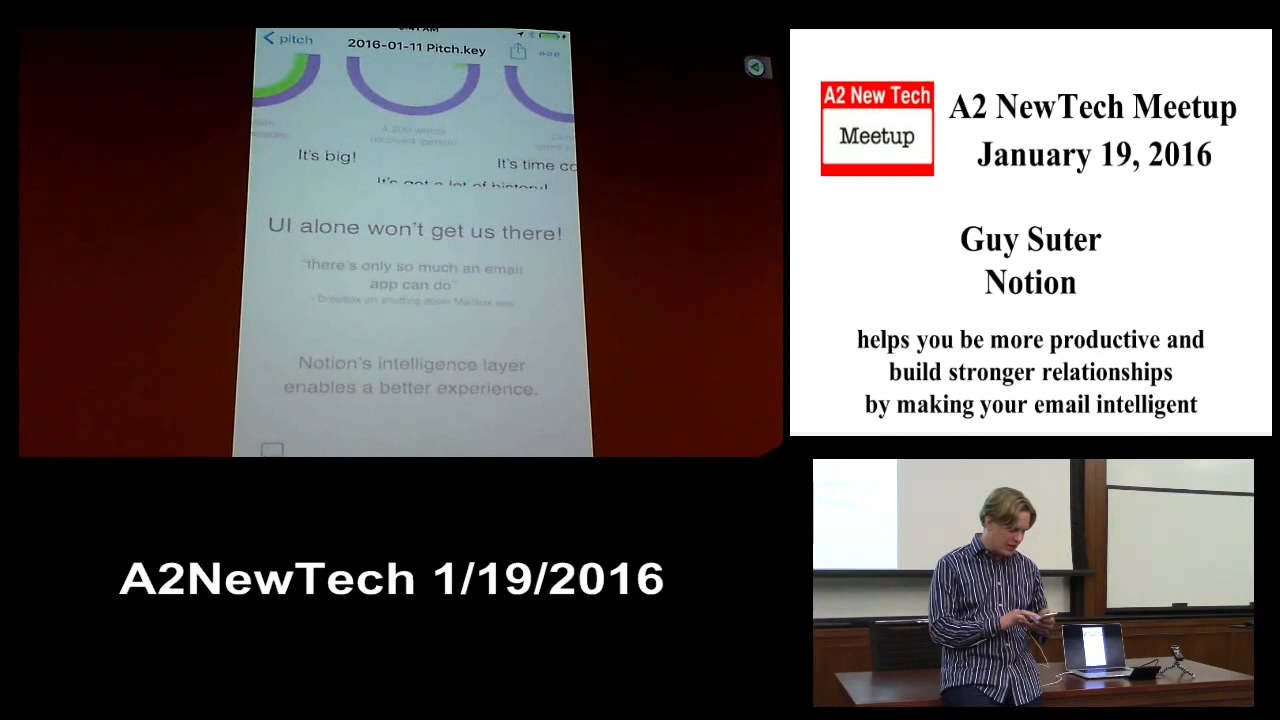 pitch
2016-01-11 Pitch.key
4,200 words
It's big!
It's time co
It's got a lot of history!
UI alone won't get us there!
"there's only so much an email
app can do"
- Dropbox on shutting down Mailbox app
Notion's intelligence layer
enables a better experience.
A2 New Tech
Meetup
A2 NewTech Meetup
January 19, 2016
Guy Suter
Notion
helps you be more productive and
build stronger relationships
by making your email intelligent
A2NewTech 1/19/2016